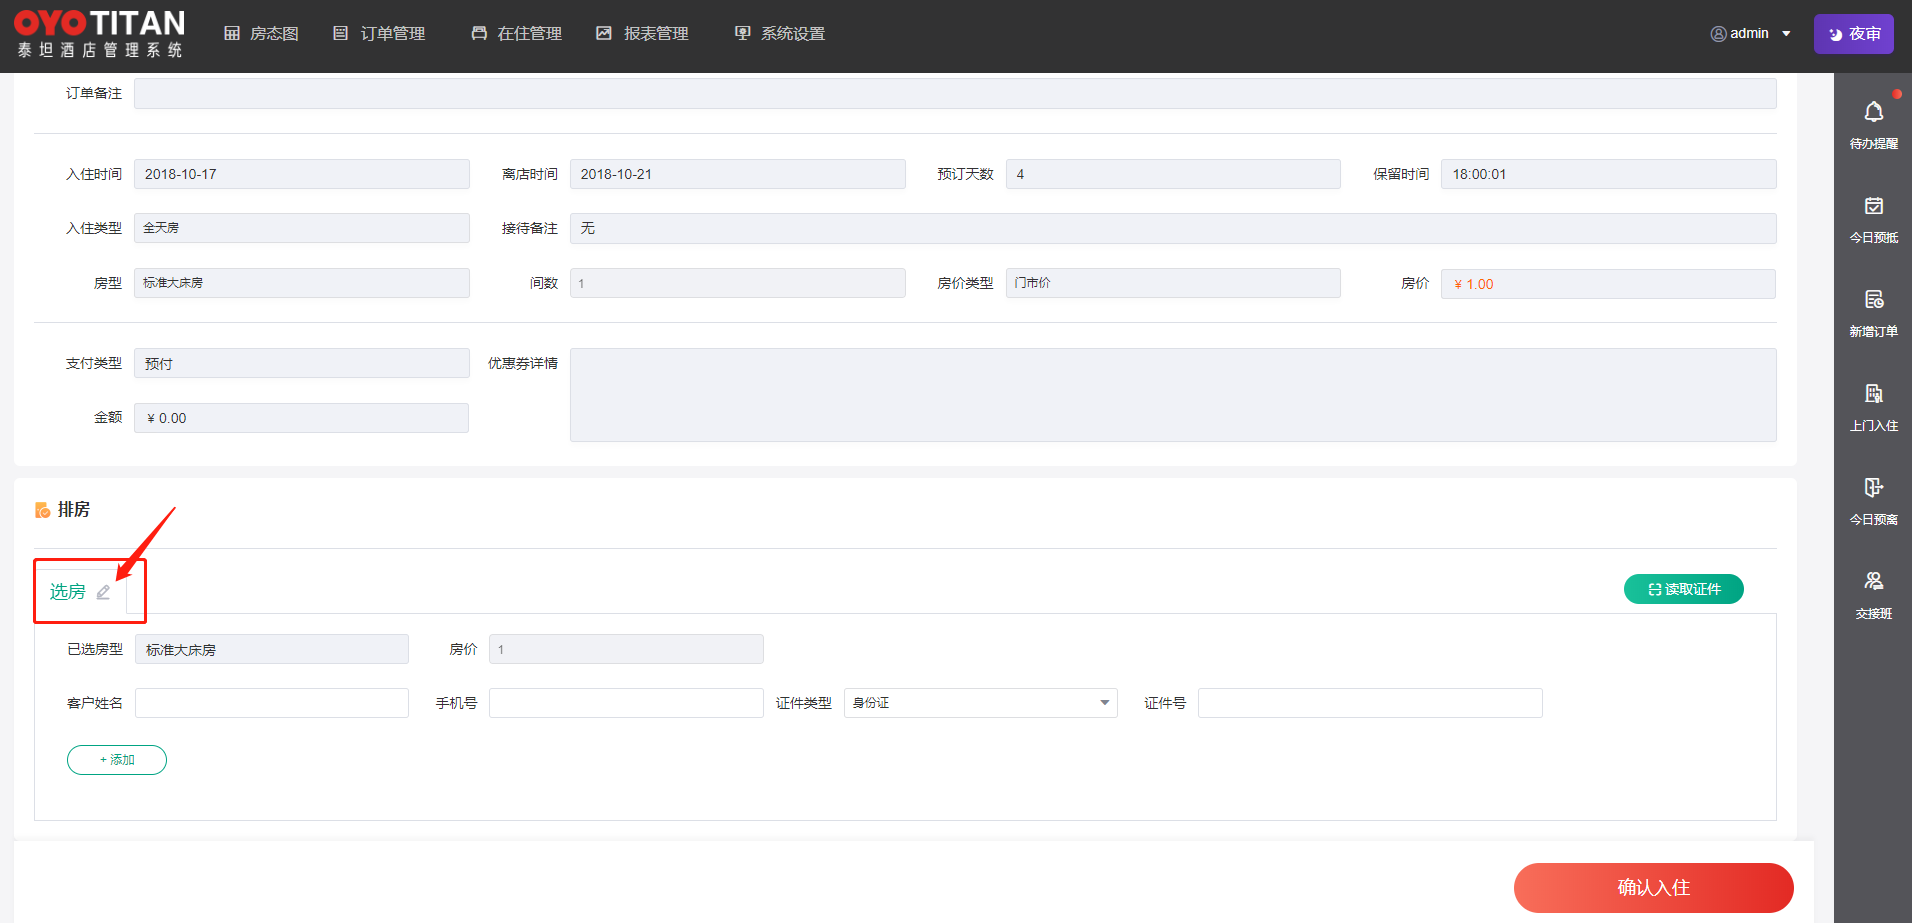 OYO TITAN
泰坦酒店管理系统
房态图
订单管理
在住管理
报表管理
系统设置
admin
夜审
订单备注
入住时间 2018-10-17 离店时间 2018-10-21 预订天数 4 保留时间 18:00:01
入住类型 全天房 接待备注 无
房型 标准大床房 间数 1 房价类型 门市价 房价 ¥ 1.00
支付类型 预付 优惠券详情
金额 ¥ 0.00
排房
选房
读取证件
已选房型 标准大床房 房价 1
客户姓名 手机号 证件类型 身份证 证件号
+ 添加
确认入住
待办提醒
今日预抵
新增订单
上门入住
今日预离
交接班